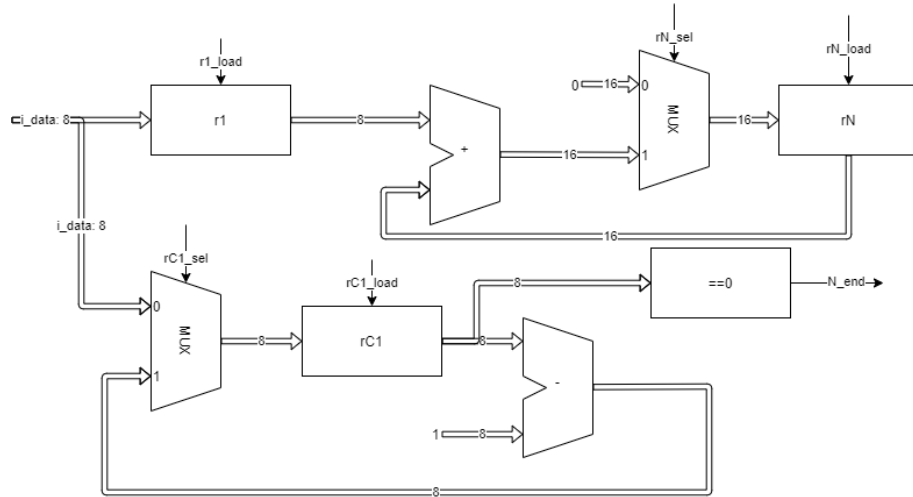 rN_sel
rN_load
r1_load
0
16
0
i_data: 8
r1
8
+
MUX
16
rN
16
1
i_data: 8
16
rC1_sel
rC1_load
8
==0
N_end
0
MUX
8
rC1
8
1
-
1
8
8